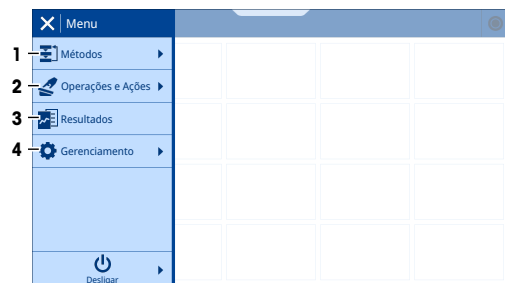 Menu
1 Métodos
2 Operações e Ações
3 Resultados
4 Gerenciamento
Desligar